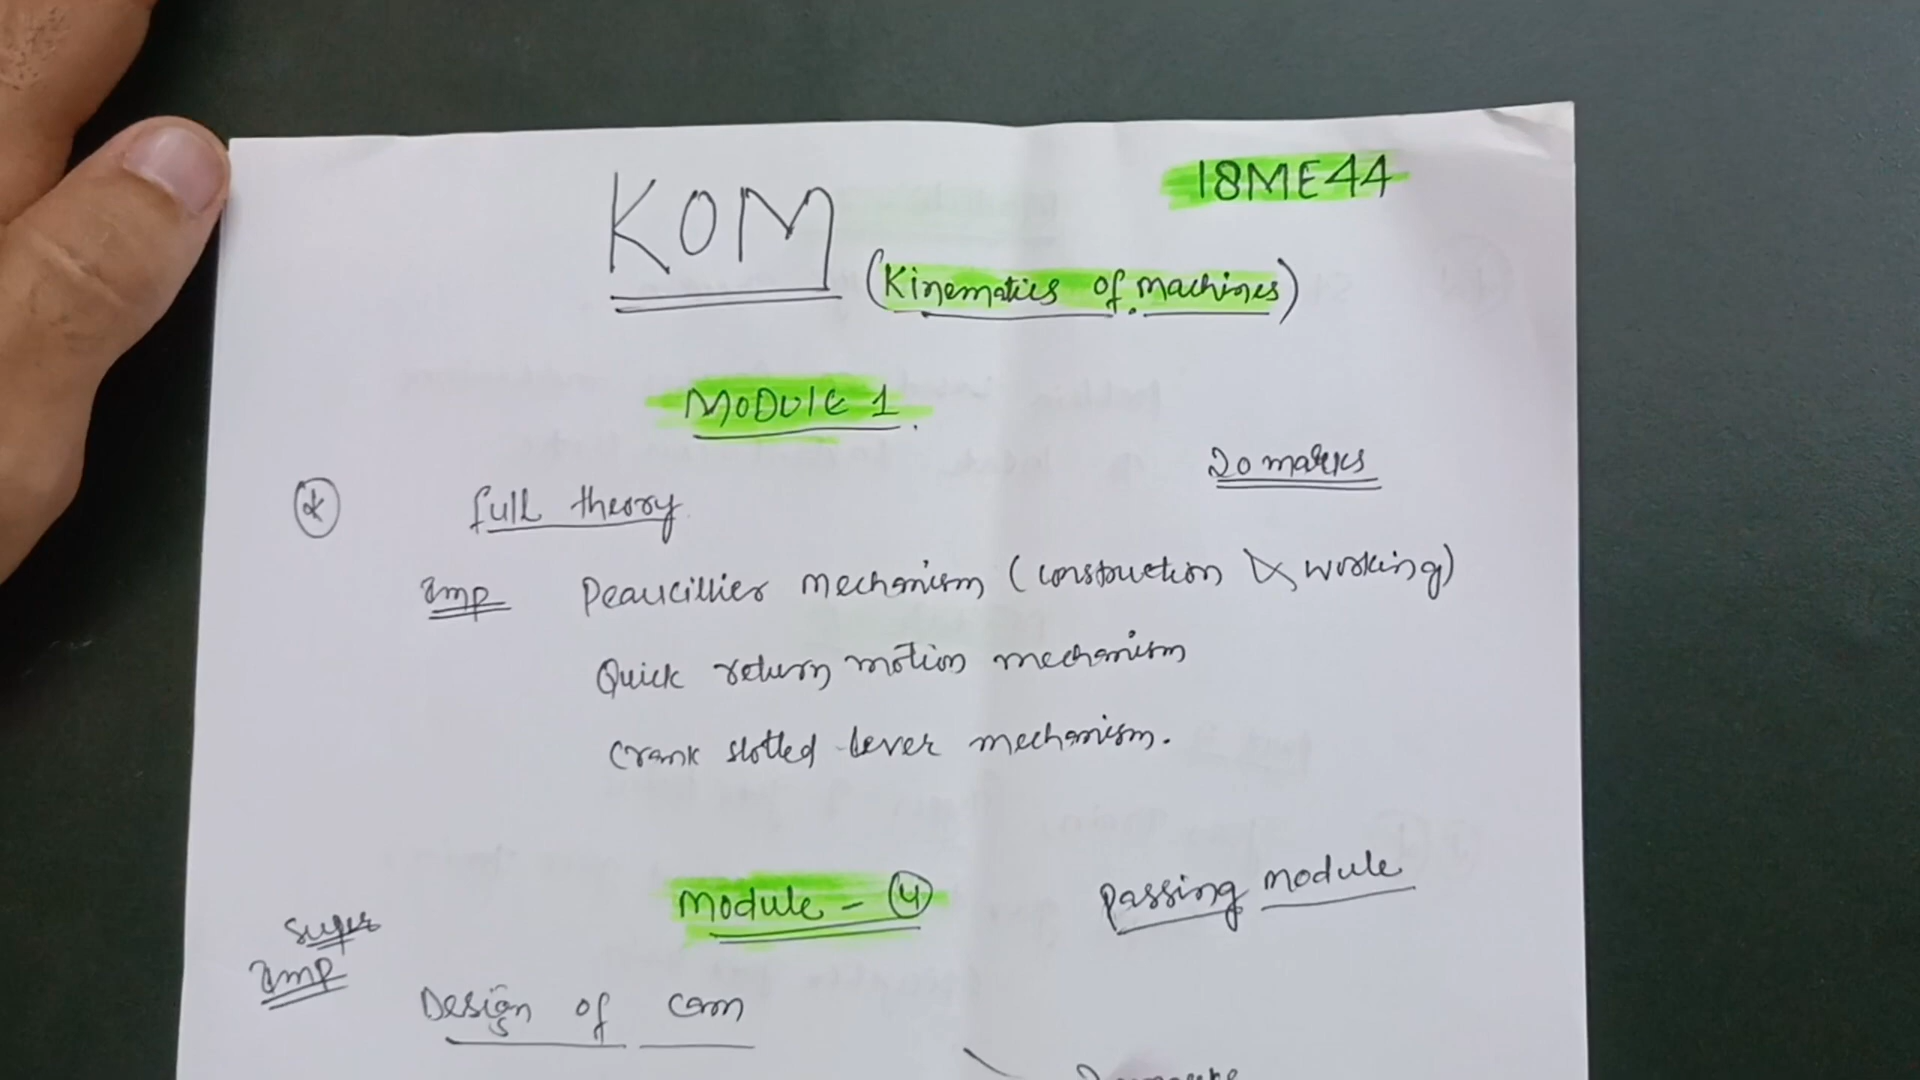 KOM
18ME44
(Kinematics of machines)
MODULE 1
20 marks
full theory
Imp Peaucillier mechanism (construction & working)
Quick return motion mechanism
Crank slotted lever mechanism.
Module - 4
Passing module
Super
Imp
Design of cam